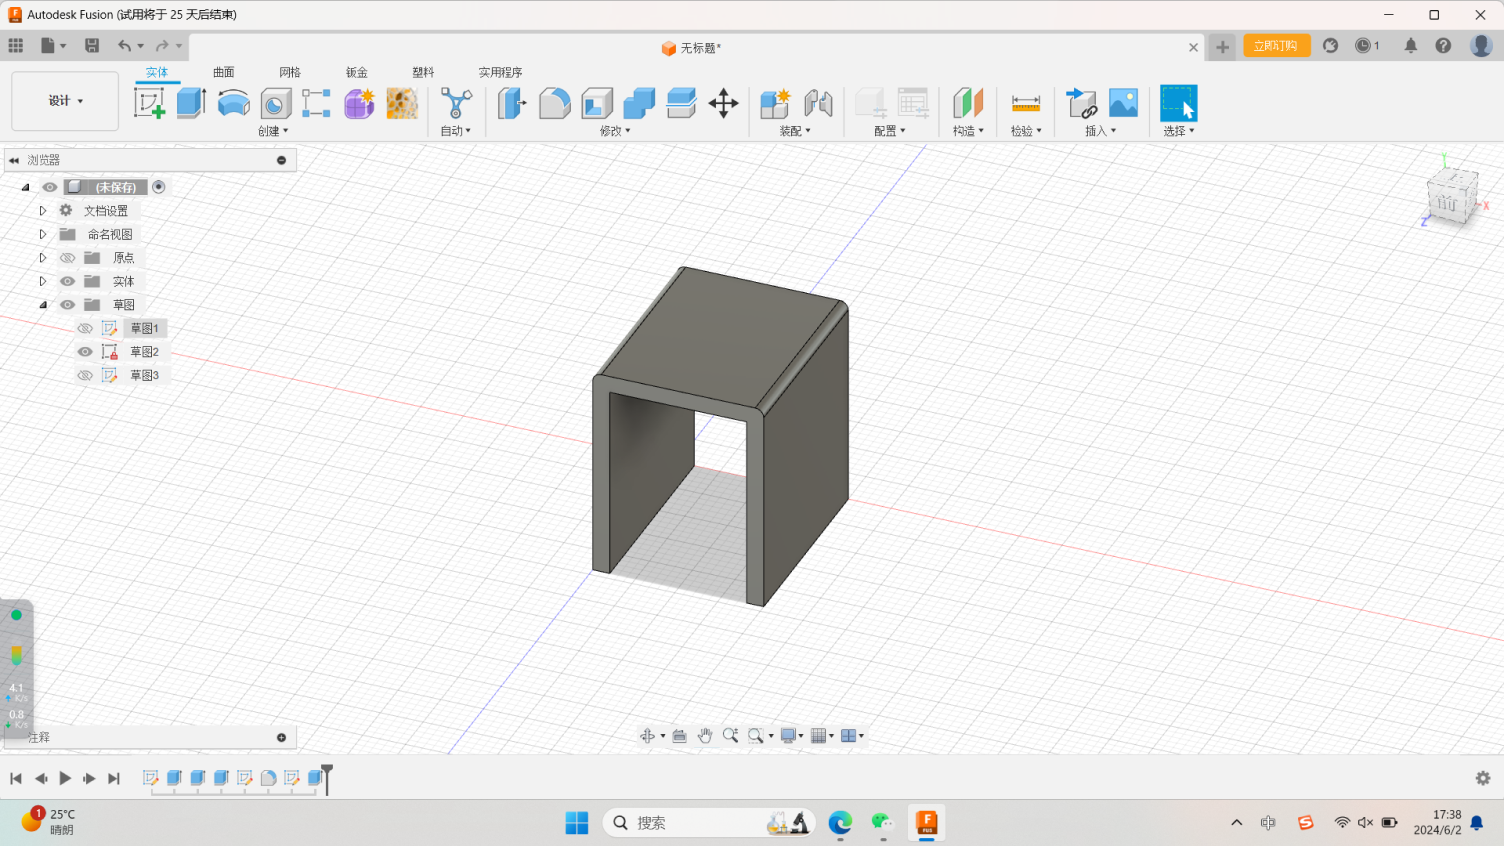 Autodesk Fusion (试用将于 25 天后结束)
无标题*
立即订购
1
设计
实体
曲面
网格
钣金
塑料
实用程序
创建
自动
修改
装配
配置
构造
检验
插入
选择
浏览器
(未保存)
文档设置
命名视图
原点
实体
草图
草图1
草图2
草图3
Y
前
X
Z
4.1
K/s
0.8
K/s
注释
1
25°C
晴朗
搜索
F
FUS
中
17:38
2024/6/2